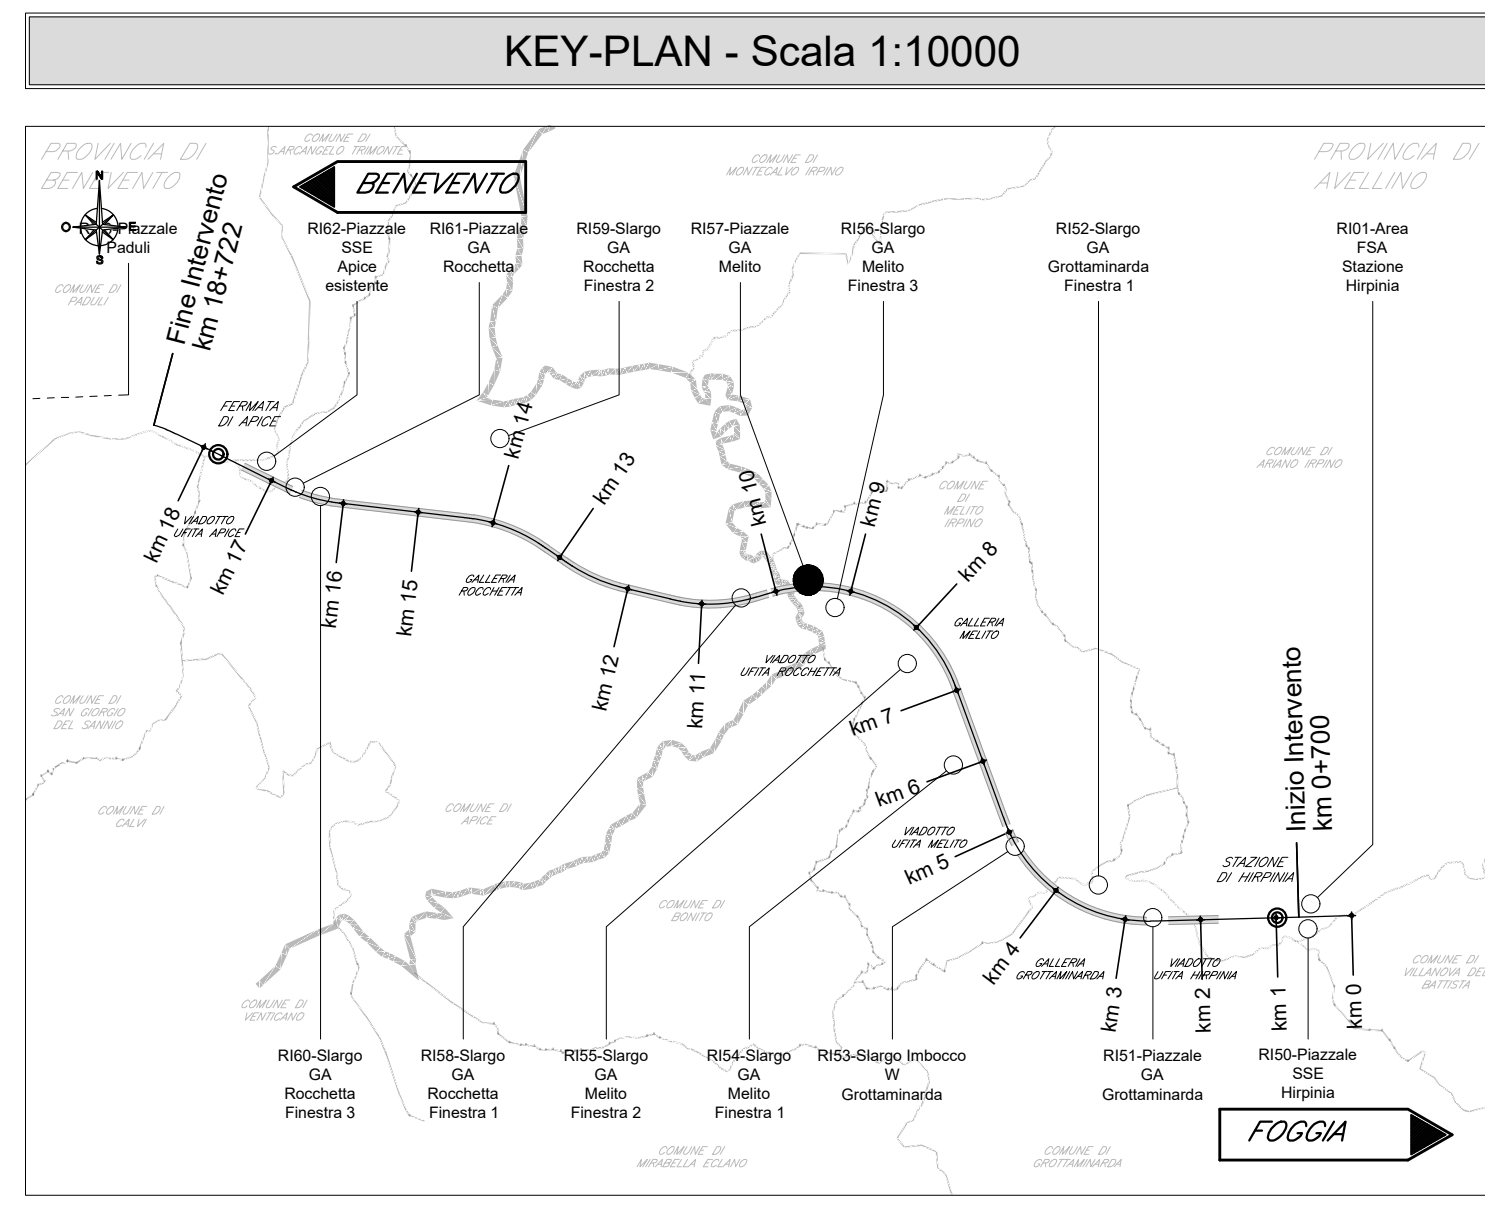 KEY-PLAN - Scala 1:10000
PROVINCIA DI
BENEVENTO
COMUNE DI
S.ARCANGELO TRIMONTE
BENEVENTO
COMUNE DI
MONTECALVO IRPINO
PROVINCIA DI
AVELLINO
N
O
E
S
Piazzale
Paduli
COMUNE DI
PADULI
Fine Intervento
km 18+722
RI62-Piazzale
SSE
Apice
esistente
RI61-Piazzale
GA
Rocchetta
RI59-Slargo
GA
Rocchetta
Finestra 2
RI57-Piazzale
GA
Melito
RI56-Slargo
GA
Melito
Finestra 3
RI52-Slargo
GA
Grottaminarda
Finestra 1
RI01-Area
FSA
Stazione
Hirpinia
FERMATA
DI APICE
COMUNE DI
ARIANO IRPINO
COMUNE
DI
MELITO
IRPINO
km 18
VIADOTTO
UFITA APICE
km 17
km 16
km 15
km 14
km 13
km 12
km 11
km 10
km 9
km 8
GALLERIA
ROCCHETTA
GALLERIA
MELITO
VIADOTTO
UFITA ROCCHETTA
km 7
km 6
COMUNE DI
SAN GIORGIO
DEL SANNIO
COMUNE DI
CALVI
COMUNE DI
APICE
VIADOTTO
UFITA MELITO
km 5
Inizio Intervento
km 0+700
STAZIONE
DI HIRPINIA
COMUNE DI
BONITO
km 4
GALLERIA
GROTTAMINARDA
VIADOTTO
UFITA HIRPINIA
km 3
km 2
km 1
km 0
COMUNE DI
VILLANOVA DEL
BATTISTA
COMUNE DI
VENTICANO
RI60-Slargo
GA
Rocchetta
Finestra 3
RI58-Slargo
GA
Rocchetta
Finestra 1
RI55-Slargo
GA
Melito
Finestra 2
RI54-Slargo
GA
Melito
Finestra 1
RI53-Slargo Imbocco
W
Grottaminarda
RI51-Piazzale
GA
Grottaminarda
RI50-Piazzale
SSE
Hirpinia
FOGGIA
COMUNE DI
MIRABELLA ECLANO
COMUNE DI
GROTTAMINARDA